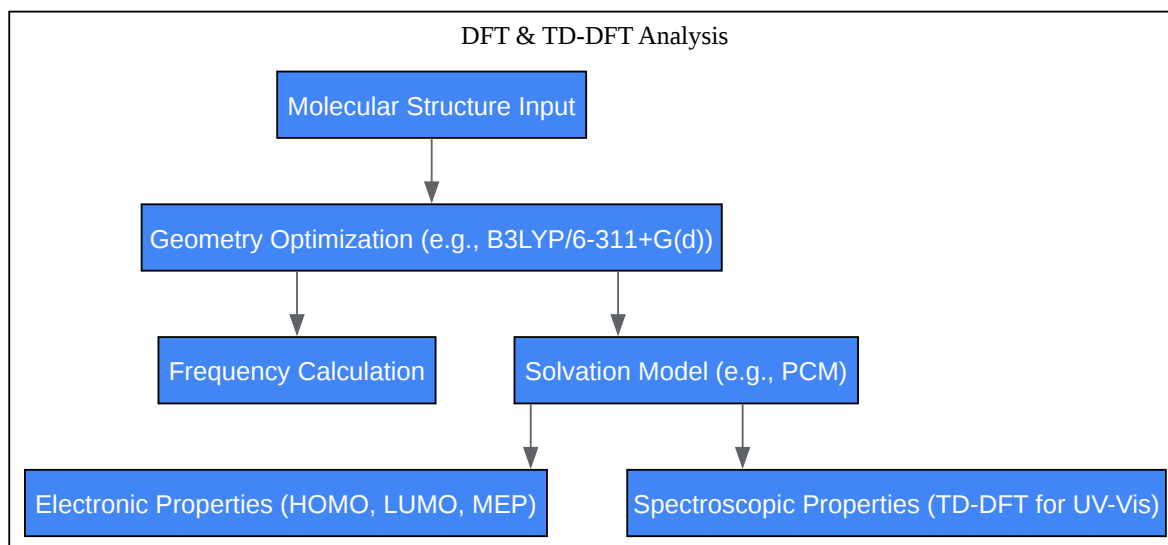 DFT & TD-DFT Analysis
Molecular Structure Input
Geometry Optimization (e.g., B3LYP/6-311+G(d))
Frequency Calculation
Solvation Model (e.g., PCM)
Electronic Properties (HOMO, LUMO, MEP)
Spectroscopic Properties (TD-DFT for UV-Vis)